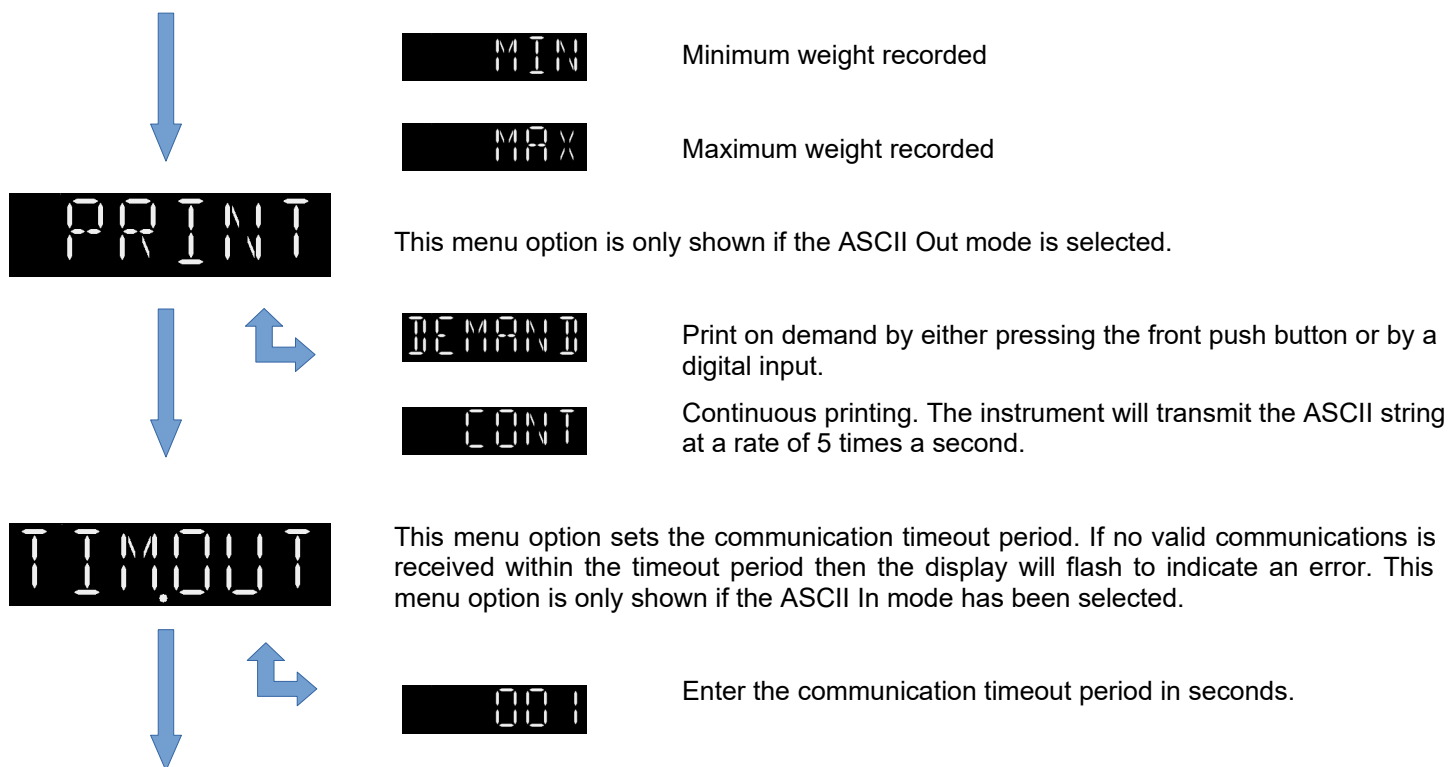 MIN
Minimum weight recorded
MAX
Maximum weight recorded
PRINT
This menu option is only shown if the ASCII Out mode is selected.
DEMAND
Print on demand by either pressing the front push button or by a
digital input.
CONT
Continuous printing. The instrument will transmit the ASCII string
at a rate of 5 times a second.
TIM.OUT
This menu option sets the communication timeout period. If no valid communications is
received within the timeout period then the display will flash to indicate an error. This
menu option is only shown if the ASCII In mode has been selected.
001
Enter the communication timeout period in seconds.